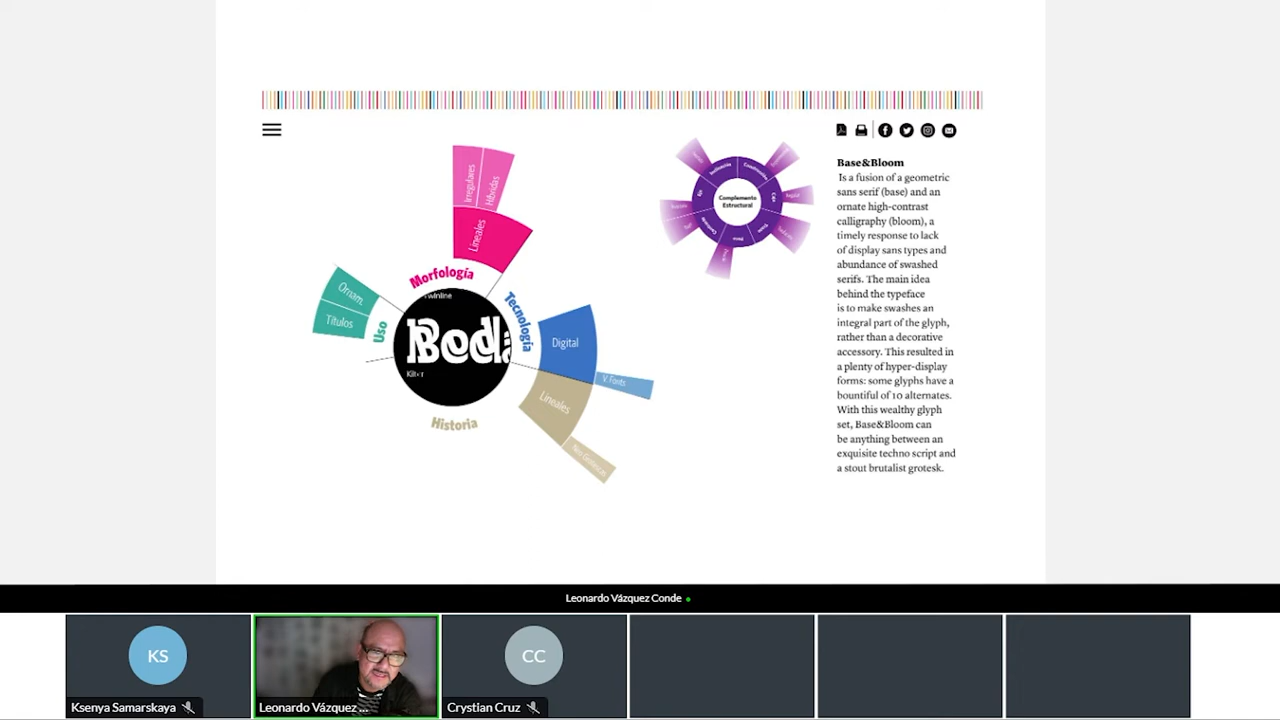 Irregulares
Híbridas
Lineales
Morfología
Tecnología
Ornam.
Títulos
Uso
Digital
V. Fonts
Lineales
Neo Grotescas
Historia
Complemento
Estructural
Base&Bloom
Is a fusion of a geometric
sans serif (base) and an
ornate high-contrast
calligraphy (bloom), a
timely response to lack
of display sans types and
abundance of swashed
serifs. The main idea
behind the typeface
is to make swashes an
integral part of the glyph,
rather than a decorative
accessory. This resulted in
a plenty of hyper-display
forms: some glyphs have a
bountiful of 10 alternates.
With this wealthy glyph
set, Base&Bloom can
be anything between an
exquisite techno script and
a stout brutalist grotesk.
Leonardo Vázquez Conde
KS
CC
Ksenya Samarskaya
Leonardo Vázquez ...
Crystian Cruz